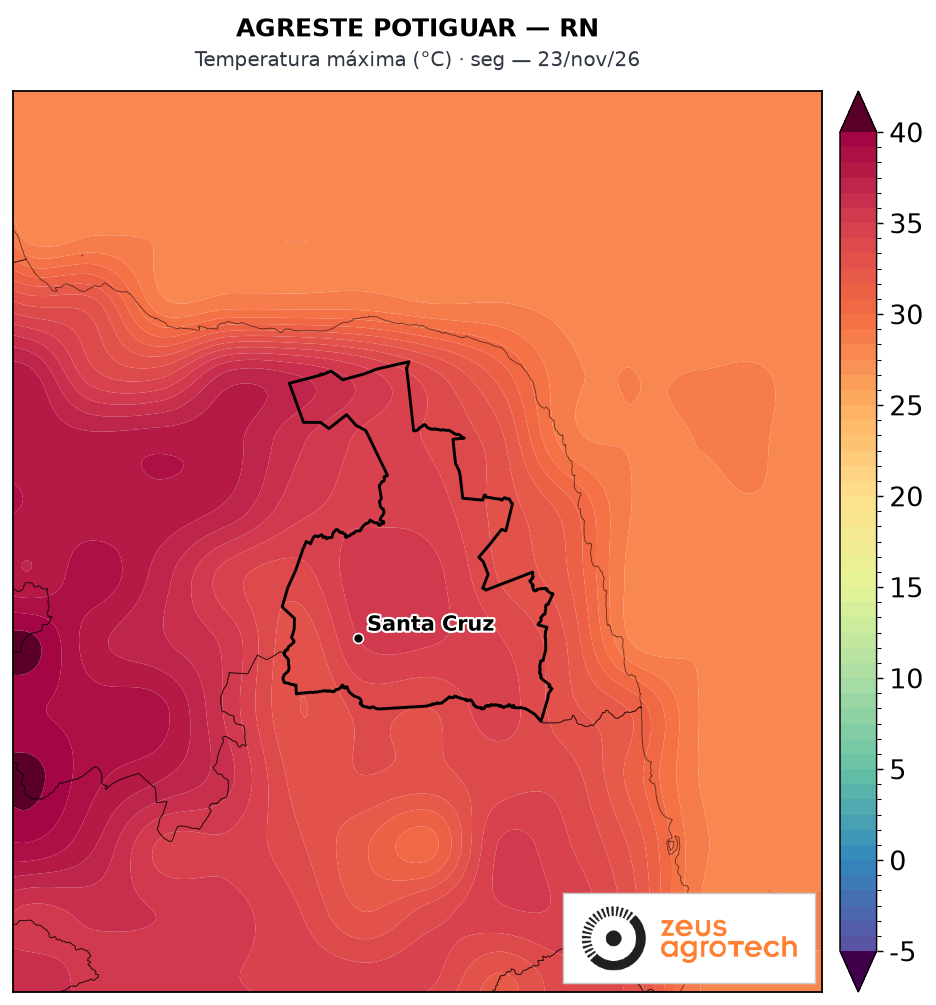 AGRESTE POTIGUAR — RN
Temperatura máxima (°C) · seg — 23/nov/26
40
35
30
25
20
15
10
5
0
-5
Santa Cruz
zeus
agrotech